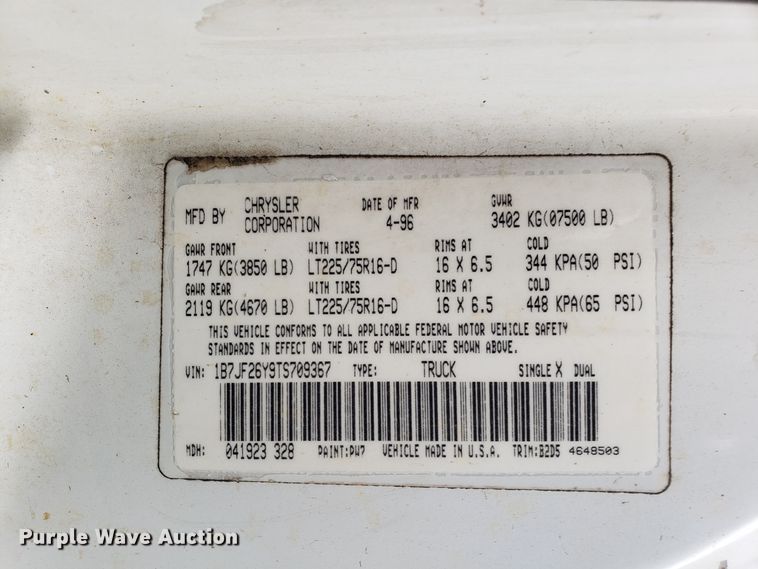 MFD BY CHRYSLER CORPORATION DATE OF MFR 4-96 GVWR 3402 KG(07500 LB)
GAWR FRONT WITH TIRES RIMS AT COLD
1747 KG(3850 LB) LT225/75R16-D 16 X 6.5 344 KPA(50 PSI)
GAWR REAR WITH TIRES RIMS AT COLD
2119 KG(4670 LB) LT225/75R16-D 16 X 6.5 448 KPA(65 PSI)
THIS VEHICLE CONFORMS TO ALL APPLICABLE FEDERAL MOTOR VEHICLE SAFETY
STANDARDS IN EFFECT ON THE DATE OF MANUFACTURE SHOWN ABOVE.
VIN: 1B7JF26Y9TS709367 TYPE: TRUCK SINGLE X DUAL
MDH: 041923 328 PAINT:PW7 VEHICLE MADE IN U.S.A. TRIM:B2D5 4648503
Purple Wave Auction